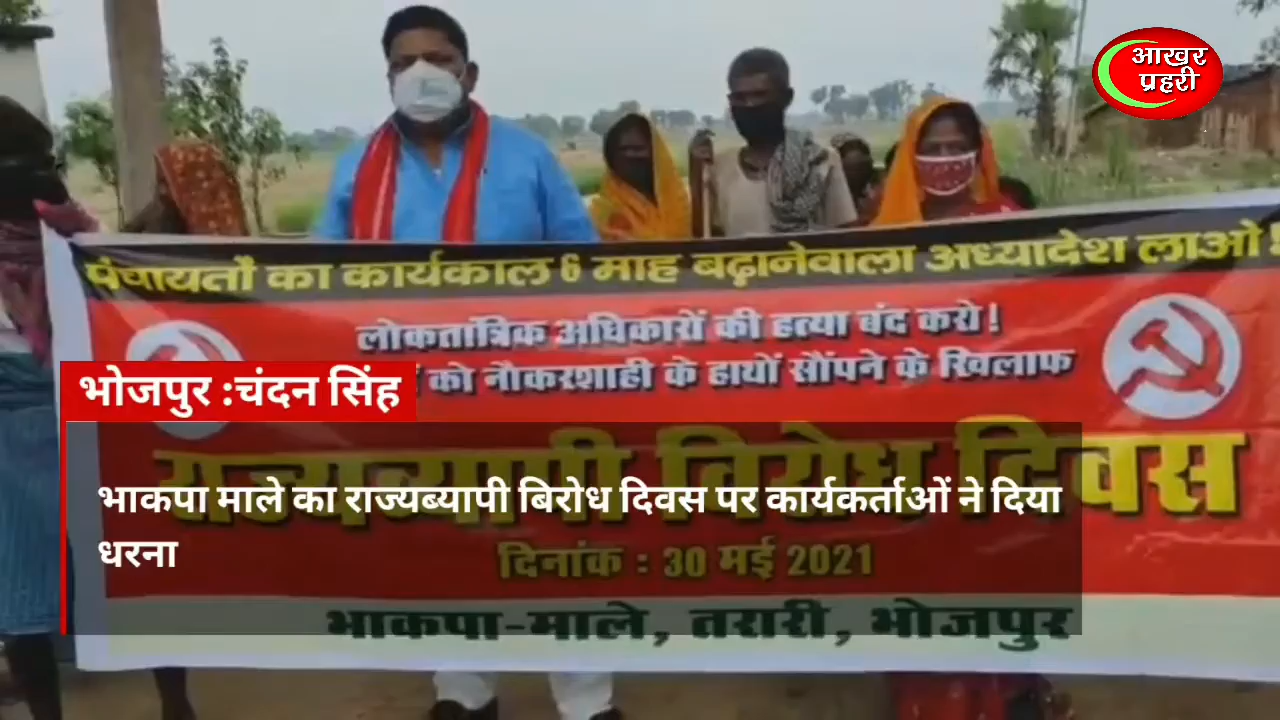 आखर
प्रहरी
पंचायतों का कार्यकाल 6 माह बढ़ानेवाला अध्यादेश लाओ !
लोकतांत्रिक अधिकारों की हत्या बंद करो !
को नौकरशाही के हाथों सौंपने के खिलाफ
भोजपुर :चंदन सिंह
राज्यव्यापी विरोध दिवस
भाकपा माले का राज्यब्यापी बिरोध दिवस पर कार्यकर्ताओं ने दिया
धरना
दिनांक : 30 मई 2021
भाकपा-माले, तरारी, भोजपुर